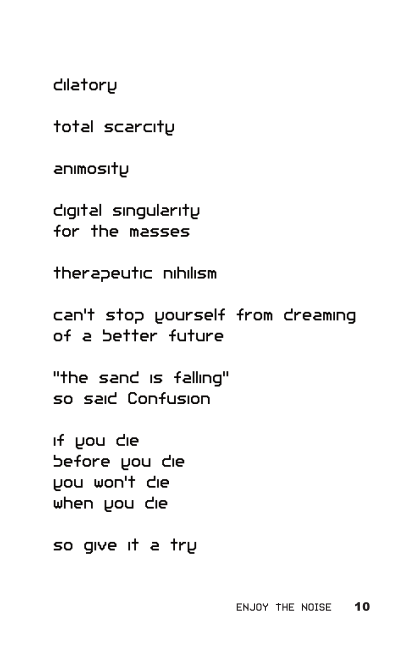 dilatory
total scarcity
animosity
digital singularity
for the masses
therapeutic nihilism
can't stop yourself from dreaming
of a better future
"the sand is falling"
so said Confusion
if you die
before you die
you won't die
when you die
so give it a try
ENJOY THE NOISE 10